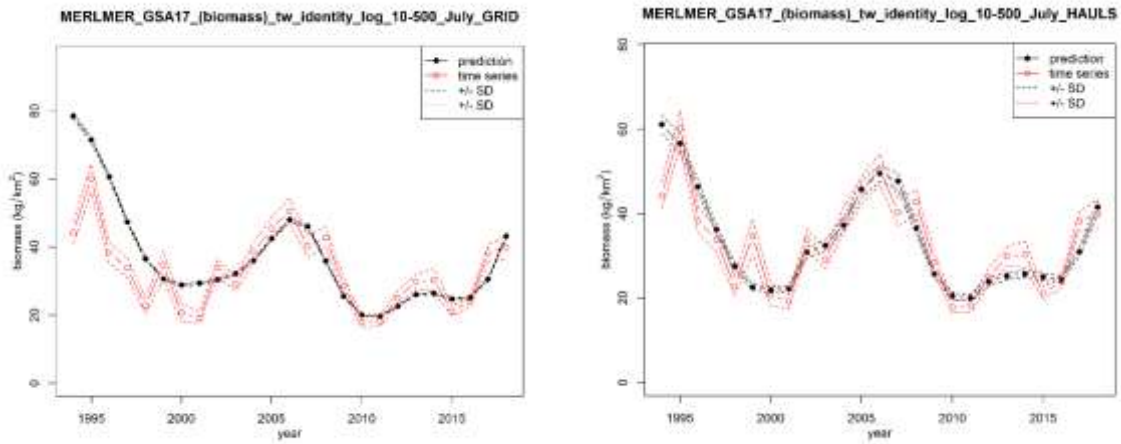 MERLMER_GSA17_(biomass)_tw_identity_log_10-500_July_GRID
prediction
time series
+/- SD
+/- SD
biomass (kg/km²)
80
60
40
20
0
1995 2000 2005 2010 2015
year
MERLMER_GSA17_(biomass)_tw_identity_log_10-500_July_HAULS
prediction
time series
+/- SD
+/- SD
biomass (kg/km²)
80
60
40
20
0
1995 2000 2005 2010 2015
year